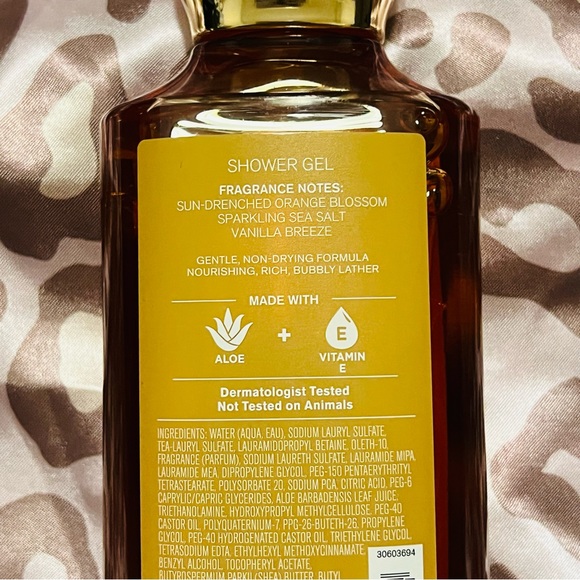 SHOWER GEL
FRAGRANCE NOTES:
SUN-DRENCHED ORANGE BLOSSOM
SPARKLING SEA SALT
VANILLA BREEZE
GENTLE, NON-DRYING FORMULA
NOURISHING, RICH, BUBBLY LATHER
MADE WITH
ALOE
+
E
VITAMIN
E
Dermatologist Tested
Not Tested on Animals
INGREDIENTS: WATER (AQUA, EAU), SODIUM LAURYL SULFATE,
TEA-LAURYL SULFATE, LAURAMIDOPROPYL BETAINE, OLETH-10,
FRAGRANCE (PARFUM), SODIUM LAURETH SULFATE, LAURAMIDE MIPA,
LAURAMIDE MEA, DIPROPYLENE GLYCOL, PEG-150 PENTAERYTHRITYL
TETRASTEARATE, POLYSORBATE 20, SODIUM PCA, CITRIC ACID, PEG-6
CAPRYLIC/CAPRIC GLYCERIDES, ALOE BARBADENSIS LEAF JUICE,
TRIETHANOLAMINE, HYDROXYPROPYL METHYLCELLULOSE, PEG-40
CASTOR OIL, POLYQUATERNIUM-7, PPG-26-BUTETH-26, PROPYLENE
GLYCOL, PEG-40 HYDROGENATED CASTOR OIL, TRIETHYLENE GLYCOL,
TETRASODIUM EDTA, ETHYLHEXYL METHOXYCINNAMATE,
BENZYL ALCOHOL, TOCOPHERYL ACETATE,
BUTYROSPERMUM PARKII (SHEA) BUTTER, BUTYL
30603694